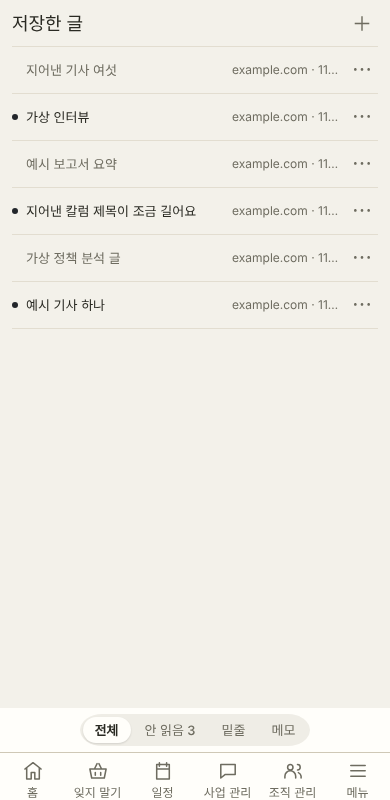 저장한 글
지어낸 기사 여섯 example.com · 11...
가상 인터뷰 example.com · 11...
예시 보고서 요약 example.com · 11...
지어낸 칼럼 제목이 조금 길어요 example.com · 11...
가상 정책 분석 글 example.com · 11...
예시 기사 하나 example.com · 11...
전체 안 읽음 3 밑줄 메모
홈 잊지 말기 일정 사업 관리 조직 관리 메뉴